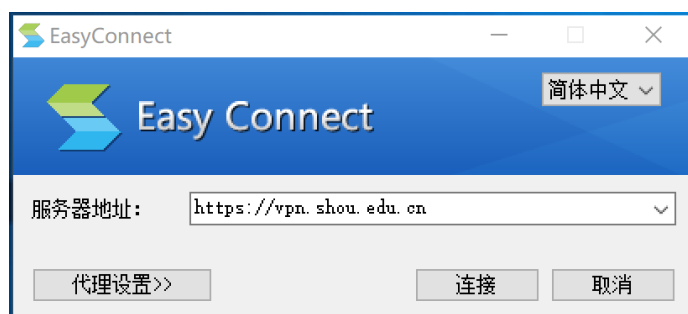 EasyConnect
简体中文
Easy Connect
服务器地址：
https://vpn.shou.edu.cn
代理设置>>
连接
取消